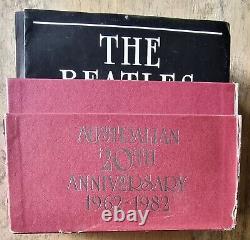 THE
BEATLES
AUSTRALIAN
20TH
ANNIVERSARY
1962-1982